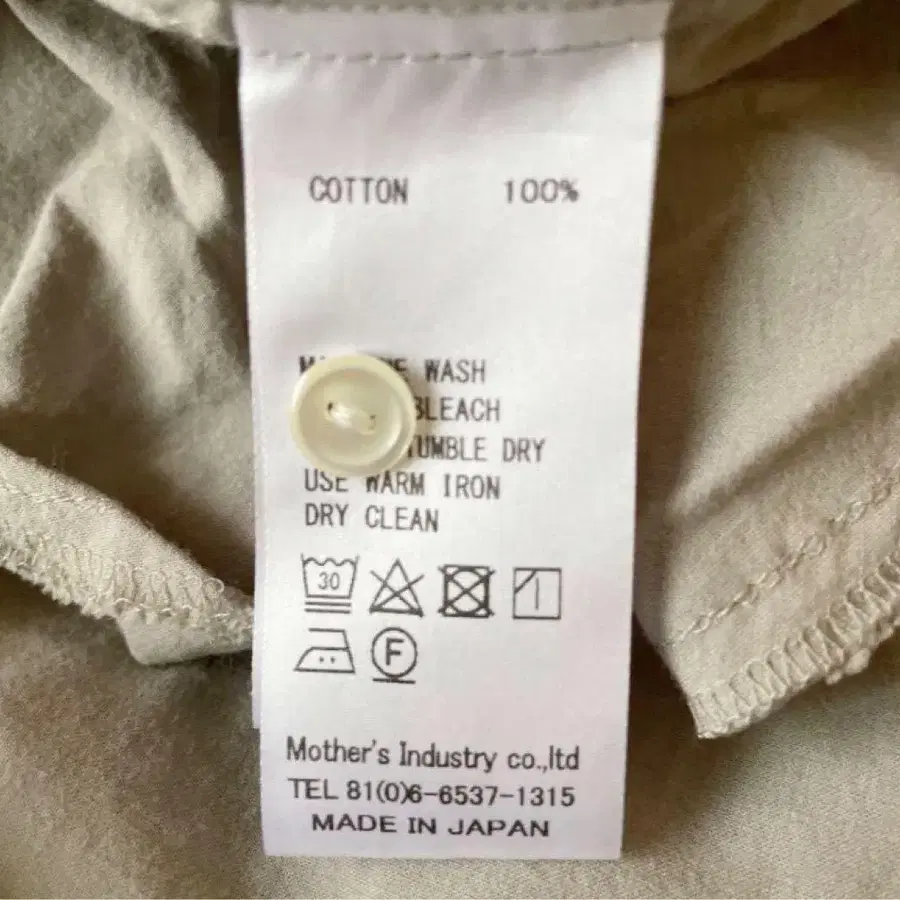 COTTON 100%
WASH
BLEACH
TUMBLE DRY
USE WARM IRON
DRY CLEAN
30
F
Mother's Industry co.,ltd
TEL 81(0)6-6537-1315
MADE IN JAPAN